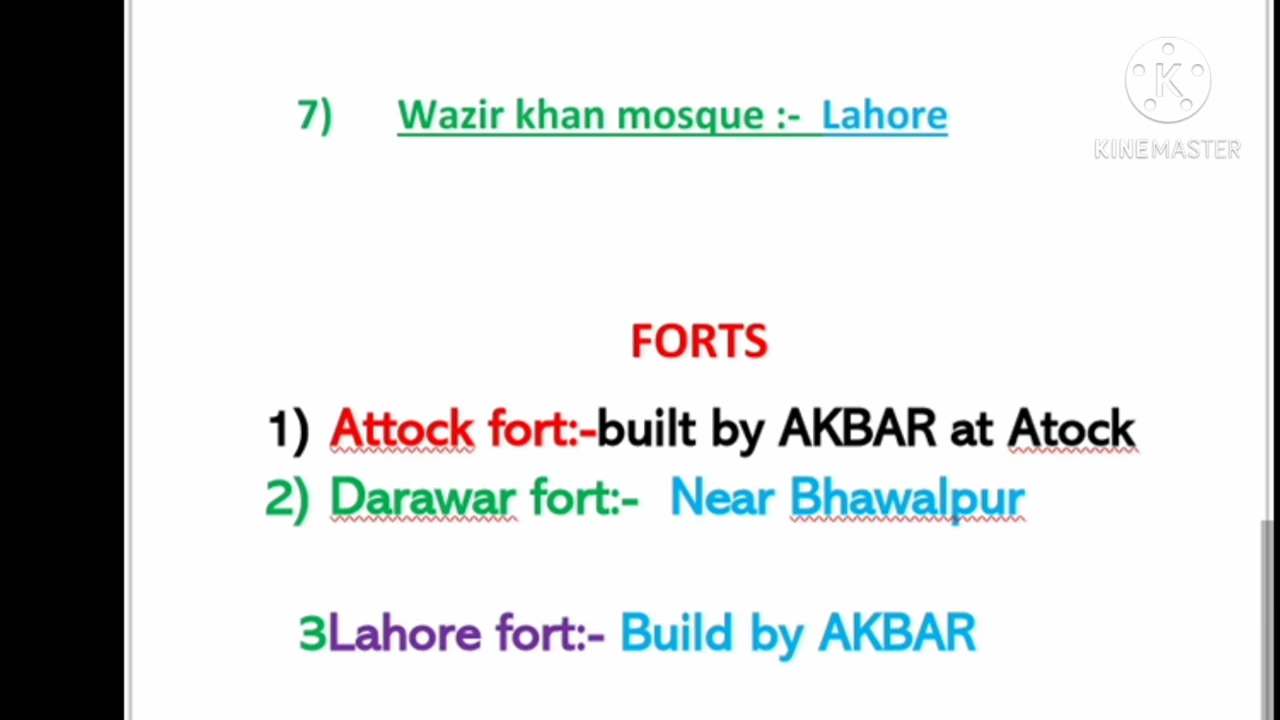 7) Wazir khan mosque :- Lahore
KINEMASTER
FORTS
1) Attock fort:-built by AKBAR at Atock
2) Darawar fort:- Near Bhawalpur
3Lahore fort:- Build by AKBAR